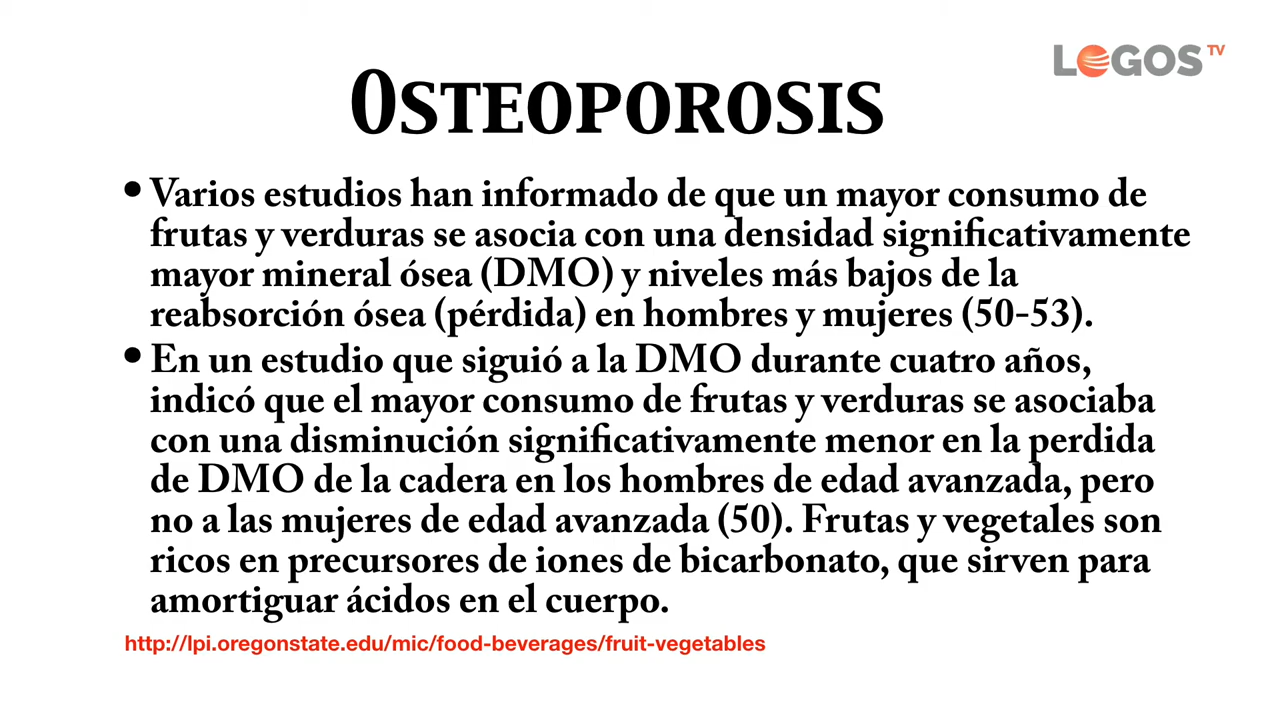 LOGOS TV
Osteoporosis
• Varios estudios han informado de que un mayor consumo de
frutas y verduras se asocia con una densidad significativamente
mayor mineral ósea (DMO) y niveles más bajos de la
reabsorción ósea (pérdida) en hombres y mujeres (50-53).
• En un estudio que siguió a la DMO durante cuatro años,
indicó que el mayor consumo de frutas y verduras se asociaba
con una disminución significativamente menor en la perdida
de DMO de la cadera en los hombres de edad avanzada, pero
no a las mujeres de edad avanzada (50). Frutas y vegetales son
ricos en precursores de iones de bicarbonato, que sirven para
amortiguar ácidos en el cuerpo.
http://lpi.oregonstate.edu/mic/food-beverages/fruit-vegetables